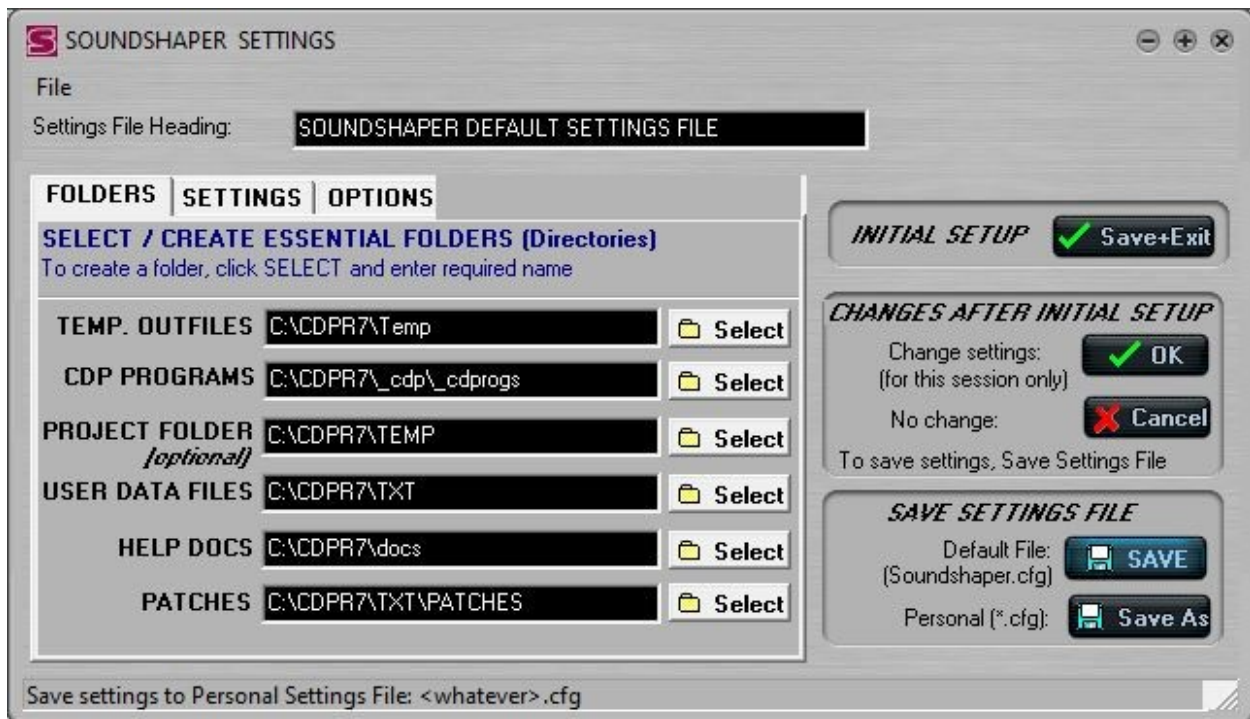 SOUNDSHAPER SETTINGS
File
Settings File Heading: SOUNDSHAPER DEFAULT SETTINGS FILE
FOLDERS SETTINGS OPTIONS
SELECT / CREATE ESSENTIAL FOLDERS (Directories)
To create a folder, click SELECT and enter required name
TEMP. OUTFILES C:\CDPR7\Temp Select
CDP PROGRAMS C:\CDPR7\_cdp\_cdprogs Select
PROJECT FOLDER C:\CDPR7\TEMP Select
(optional)
USER DATA FILES C:\CDPR7\TXT Select
HELP DOCS C:\CDPR7\docs Select
PATCHES C:\CDPR7\TXT\PATCHES Select
INITIAL SETUP Save+Exit
CHANGES AFTER INITIAL SETUP
Change settings: OK
(for this session only)
No change: Cancel
To save settings, Save Settings File
SAVE SETTINGS FILE
Default File: SAVE
(Soundshaper.cfg)
Personal (*.cfg): Save As
Save settings to Personal Settings File: <whatever>.cfg